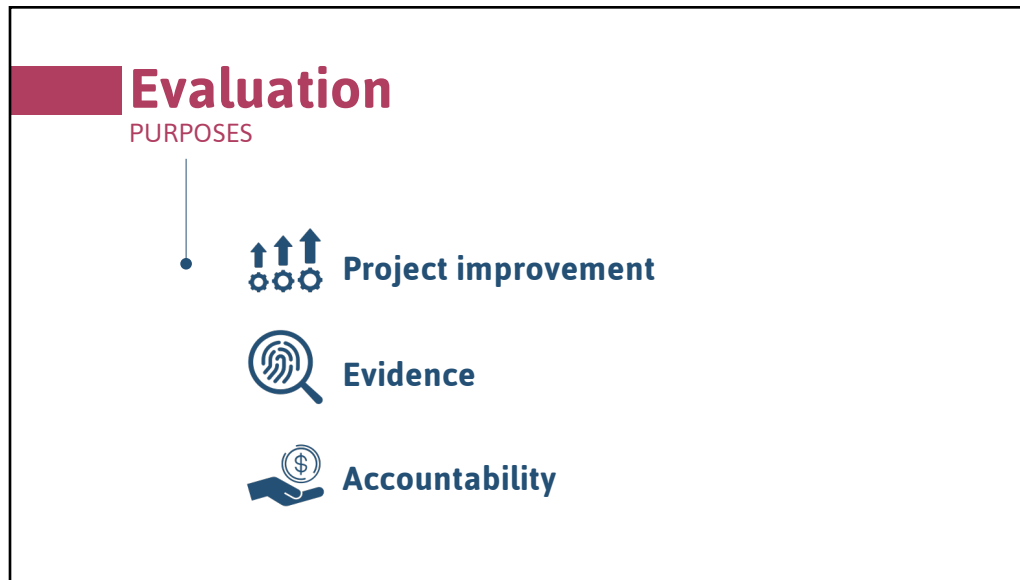 Evaluation
PURPOSES
Project improvement
Evidence
$
Accountability